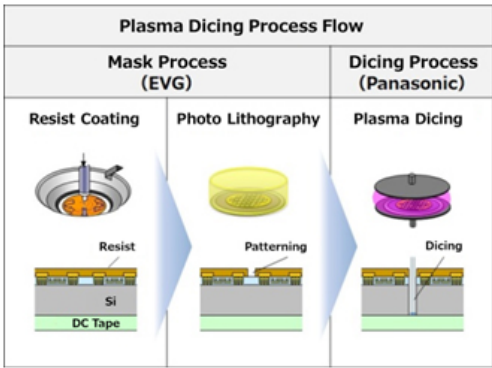 Plasma Dicing Process Flow
Mask Process
(EVG)
Dicing Process
(Panasonic)
Resist Coating
Photo Lithography
Plasma Dicing
Resist
Patterning
Dicing
Si
DC Tape